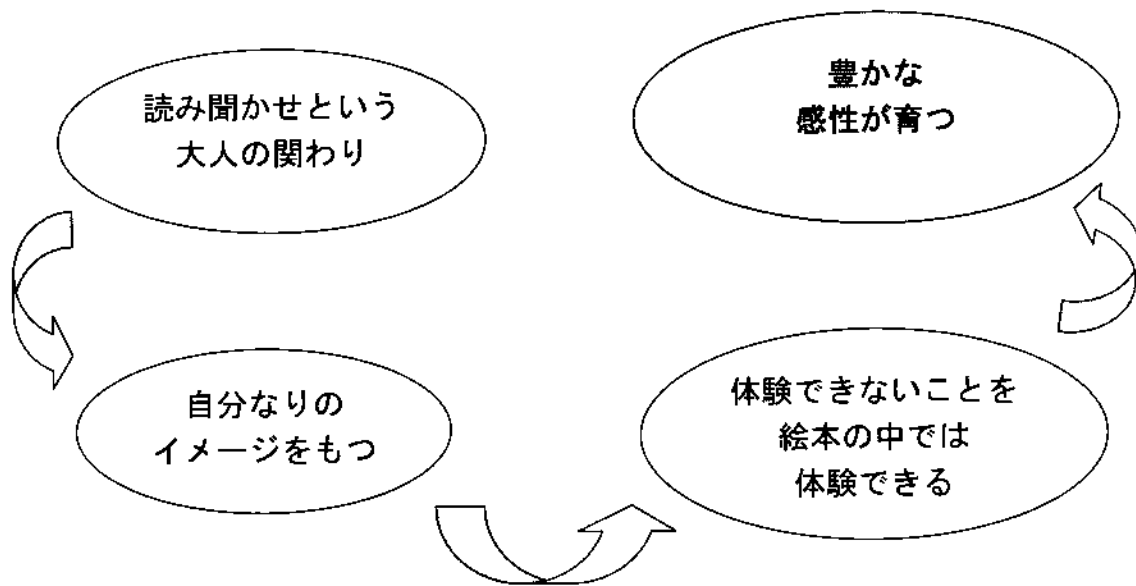 読み聞かせという
大人の関わり
自分なりの
イメージをもつ
体験できないことを
絵本の中では
体験できる
豊かな
感性が育つ